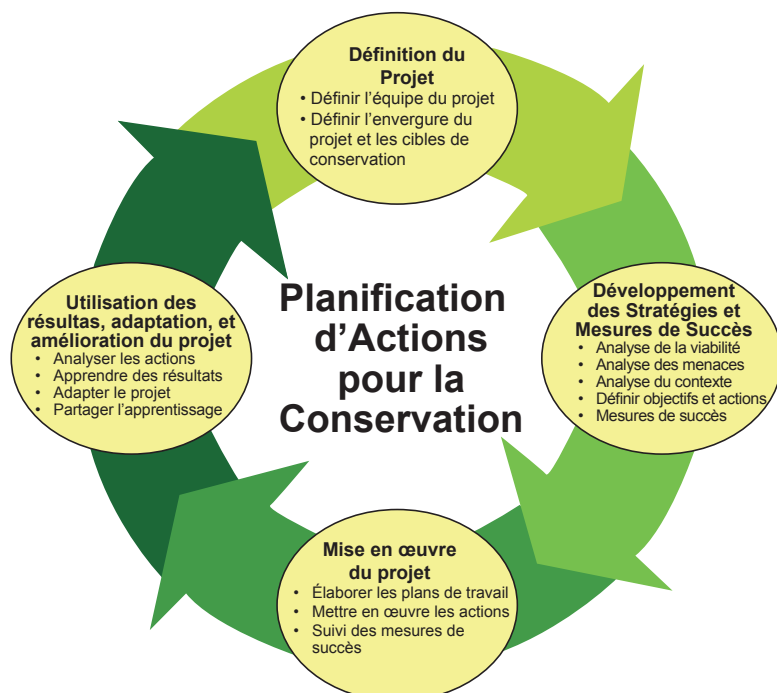 Définition du
Projet
• Définir l'équipe du projet
• Définir l'envergure du
projet et les cibles de
conservation
Planification
d'Actions
pour la
Conservation
Développement
des Stratégies et
Mesures de Succès
• Analyse de la viabilité
• Analyse des menaces
• Analyse du contexte
• Définir objectifs et actions
• Mesures de succès
Mise en œuvre
du projet
• Élaborer les plans de travail
• Mettre en œuvre les actions
• Suivi des mesures de
succès
Utilisation des
résultas, adaptation, et
amélioration du projet
• Analyser les actions
• Apprendre des résultats
• Adapter le projet
• Partager l'apprentissage